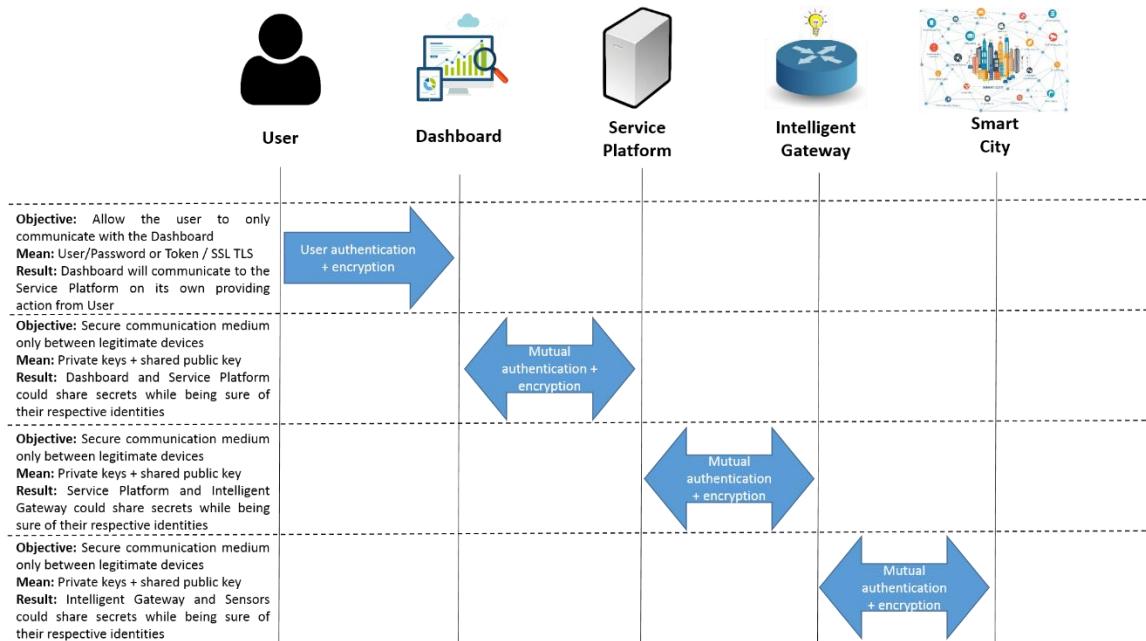 User
Dashboard
Service
Platform
Intelligent
Gateway
Smart
City
Objective: Allow the user to only
communicate with the Dashboard
Mean: User/Password or Token / SSL TLS
Result: Dashboard will communicate to the
Service Platform on its own providing
action from User
User authentication
+ encryption
Objective: Secure communication medium
only between legitimate devices
Mean: Private keys + shared public key
Result: Dashboard and Service Platform
could share secrets while being sure of
their respective identities
Mutual
authentication +
encryption
Objective: Secure communication medium
only between legitimate devices
Mean: Private keys + shared public key
Result: Service Platform and Intelligent
Gateway could share secrets while being
sure of their respective identities
Mutual
authentication
+ encryption
Objective: Secure communication medium
only between legitimate devices
Mean: Private keys + shared public key
Result: Intelligent Gateway and Sensors
could share secrets while being sure of
their respective identities
Mutual
authentication
+ encryption